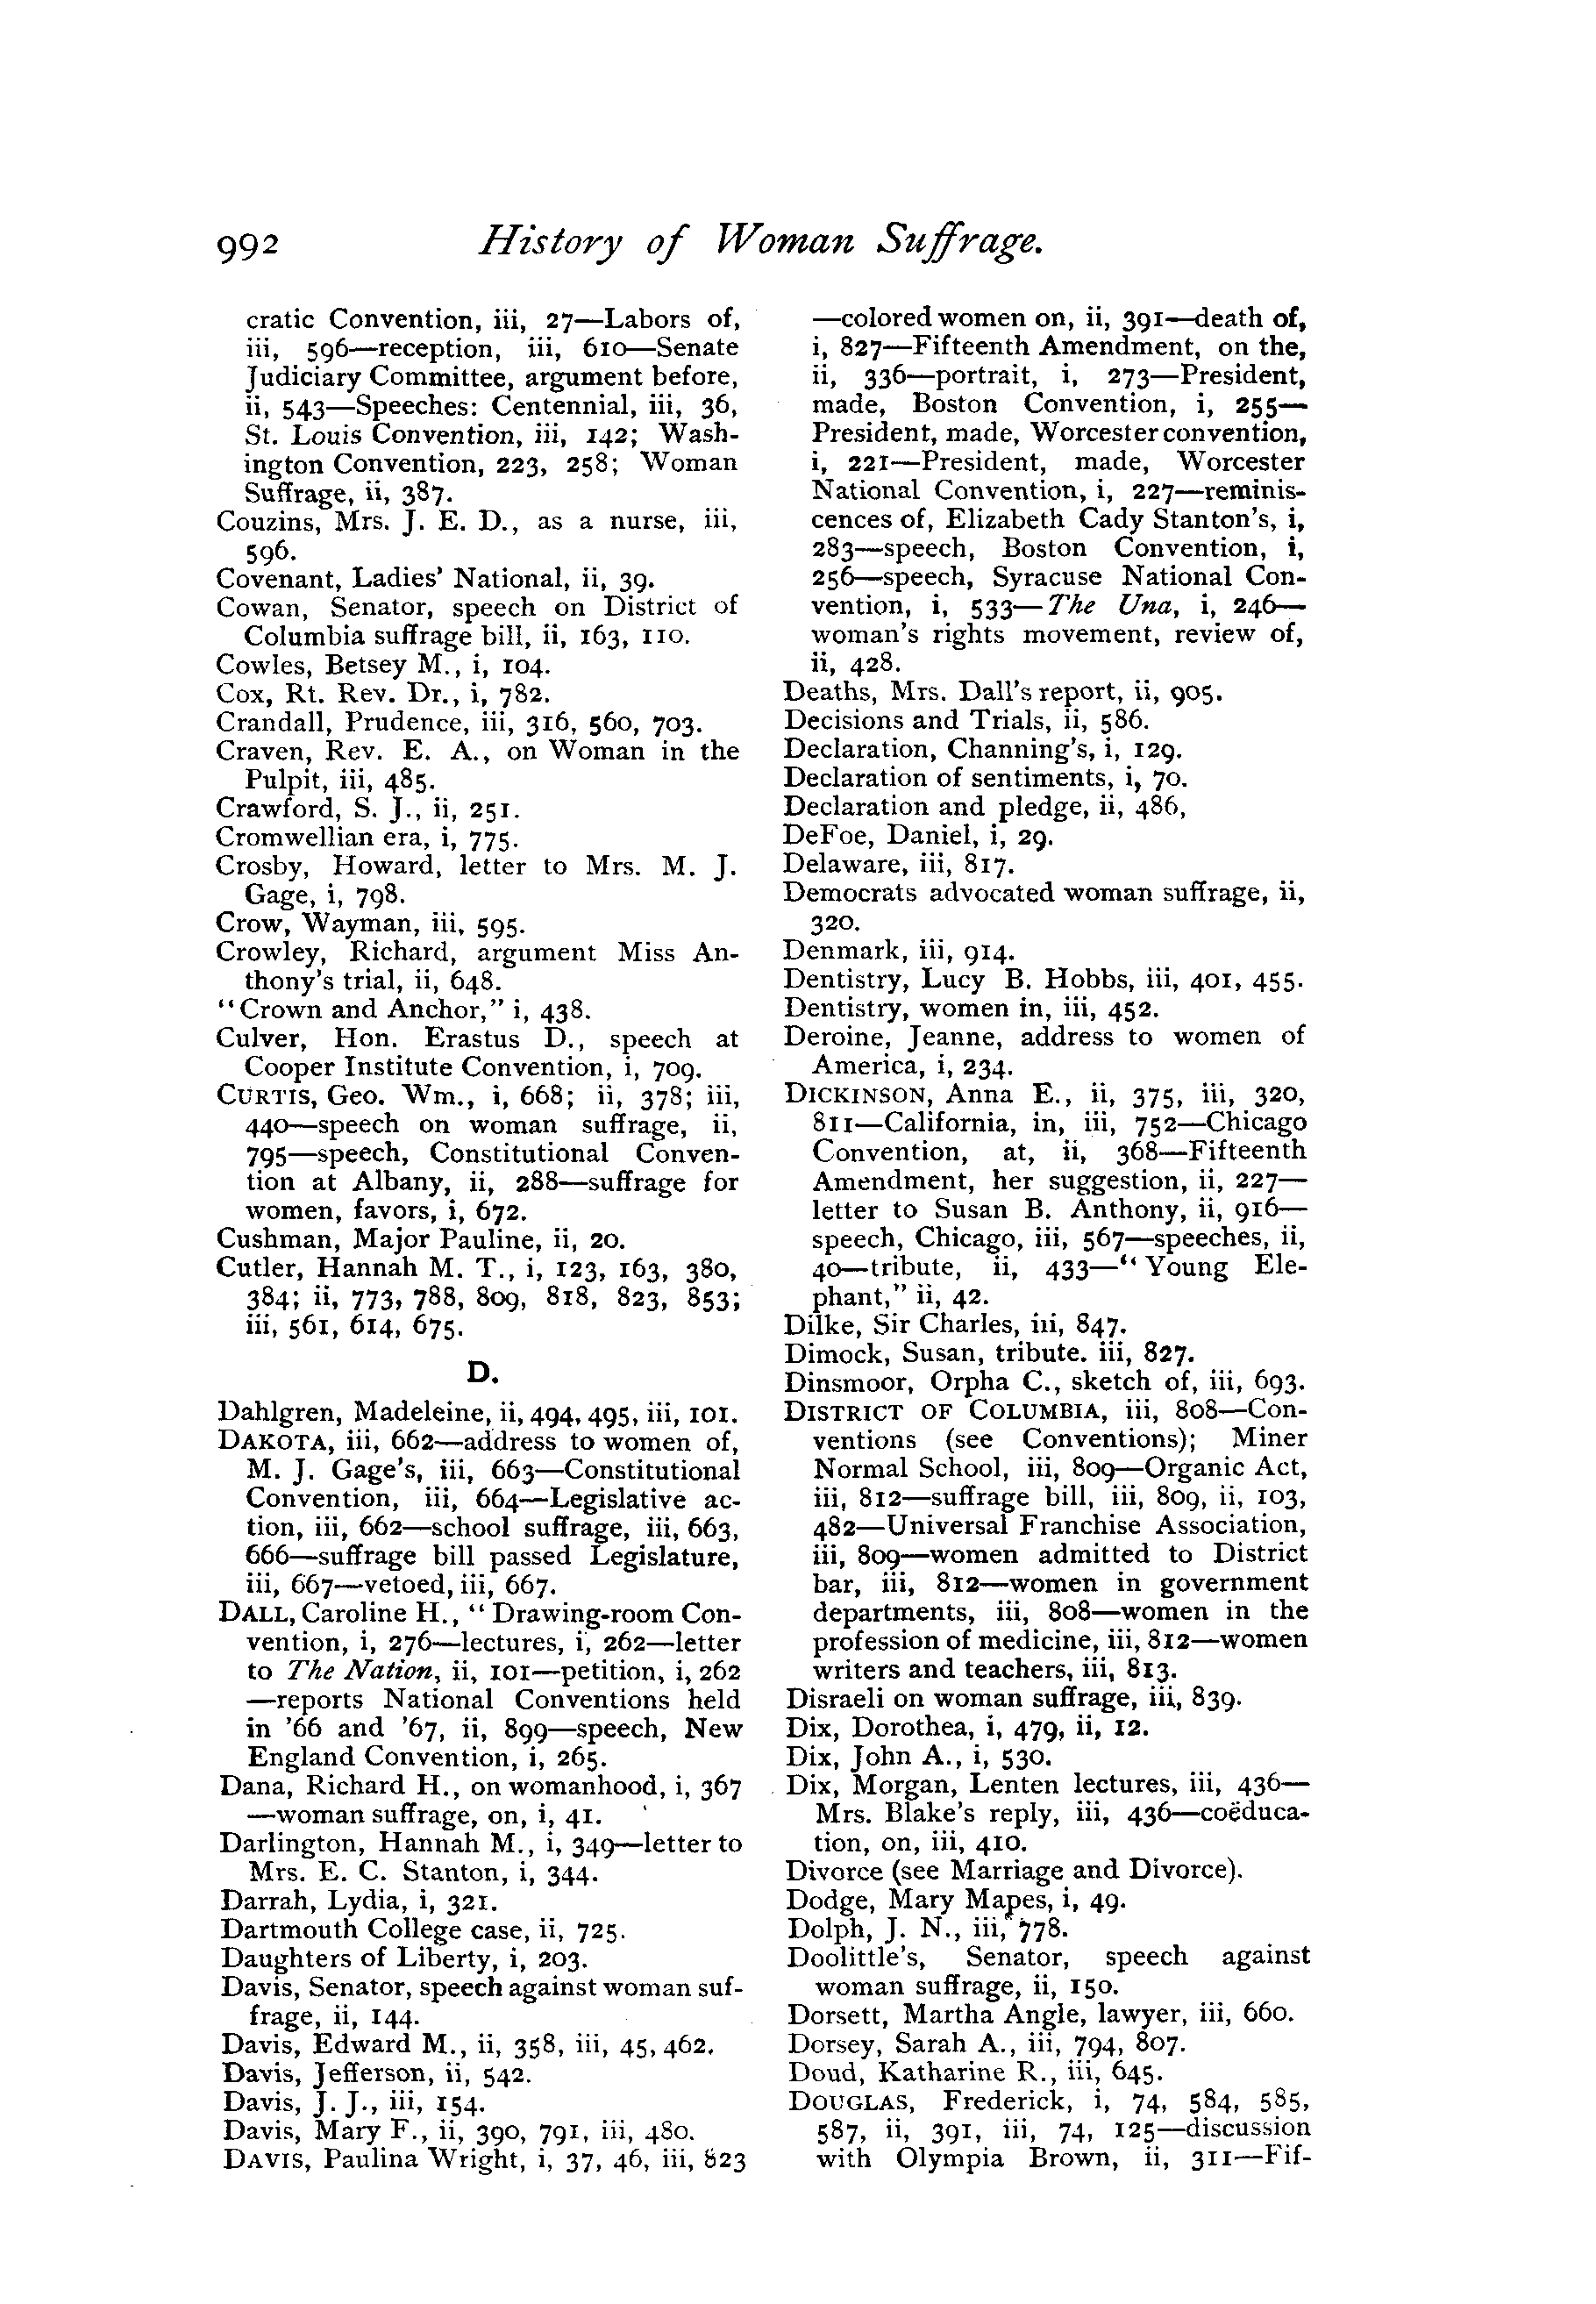 992 History of Woman Suffrage.
cratic Convention, iii, 27—Labors of,
iii, 596—reception, iii, 610—Senate
Judiciary Committee, argument before,
ii, 543—Speeches: Centennial, iii, 36,
St. Louis Convention, iii, 142; Wash-
ington Convention, 223, 258; Woman
Suffrage, ii, 387.
Couzins, Mrs. J. E. D., as a nurse, iii,
596.
Covenant, Ladies' National, ii, 39.
Cowan, Senator, speech on District of
Columbia suffrage bill, ii, 163, 110.
Cowles, Betsey M., i, 104.
Cox, Rt. Rev. Dr., i, 782.
Crandall, Prudence, iii, 316, 560, 703.
Craven, Rev. E. A., on Woman in the
Pulpit, iii, 485.
Crawford, S. J., ii, 251.
Cromwellian era, i, 775.
Crosby, Howard, letter to Mrs. M. J.
Gage, i, 798.
Crow, Wayman, iii, 595.
Crowley, Richard, argument Miss An-
thony's trial, ii, 648.
"Crown and Anchor," i, 438.
Culver, Hon. Erastus D., speech at
Cooper Institute Convention, i, 709.
CURTIS, Geo. Wm., i, 668; ii, 378; iii,
440—speech on woman suffrage, ii,
795—speech, Constitutional Conven-
tion at Albany, ii, 288—suffrage for
women, favors, i, 672.
Cushman, Major Pauline, ii, 20.
Cutler, Hannah M. T., i, 123, 163, 380,
384; ii, 773, 788, 809, 818, 823, 853;
iii, 561, 614, 675.
D.
Dahlgren, Madeleine, ii, 494, 495, iii, 101.
DAKOTA, iii, 662—address to women of,
M. J. Gage's, iii, 663—Constitutional
Convention, iii, 664—Legislative ac-
tion, iii, 662—school suffrage, iii, 663,
666—suffrage bill passed Legislature,
iii, 667—vetoed, iii, 667.
DALL, Caroline H., "Drawing-room Con-
vention, i, 276—lectures, i, 262—letter
to The Nation, ii, 101—petition, i, 262
—reports National Conventions held
in '66 and '67, ii, 899—speech, New
England Convention, i, 265.
Dana, Richard H., on womanhood, i, 367
—woman suffrage, on, i, 41.
Darlington, Hannah M., i, 349—letter to
Mrs. E. C. Stanton, i, 344.
Darrah, Lydia, i, 321.
Dartmouth College case, ii, 725.
Daughters of Liberty, i, 203.
Davis, Senator, speech against woman suf-
frage, ii, 144.
Davis, Edward M., ii, 358, iii, 45, 462.
Davis, Jefferson, ii, 542.
Davis, J. J., iii, 154.
Davis, Mary F., ii, 390, 791, iii, 480.
DAVIS, Paulina Wright, i, 37, 46, iii, 823
—colored women on, ii, 391—death of,
i, 827—Fifteenth Amendment, on the,
ii, 336—portrait, i, 273—President,
made, Boston Convention, i, 255—
President, made, Worcester convention,
i, 221—President, made, Worcester
National Convention, i, 227—reminis-
cences of, Elizabeth Cady Stanton's, i,
283—speech, Boston Convention, i,
256—speech, Syracuse National Con-
vention, i, 533—The Una, i, 246—
woman's rights movement, review of,
ii, 428.
Deaths, Mrs. Dall's report, ii, 905.
Decisions and Trials, ii, 586.
Declaration, Channing's, i, 129.
Declaration of sentiments, i, 70.
Declaration and pledge, ii, 486,
DeFoe, Daniel, i, 29.
Delaware, iii, 817.
Democrats advocated woman suffrage, ii,
320.
Denmark, iii, 914.
Dentistry, Lucy B. Hobbs, iii, 401, 455.
Dentistry, women in, iii, 452.
Deroine, Jeanne, address to women of
America, i, 234.
DICKINSON, Anna E., ii, 375, iii, 320,
811—California, in, iii, 752—Chicago
Convention, at, ii, 368—Fifteenth
Amendment, her suggestion, ii, 227—
letter to Susan B. Anthony, ii, 916—
speech, Chicago, iii, 567—speeches, ii,
40—tribute, ii, 433—"Young Ele-
phant," ii, 42.
Dilke, Sir Charles, iii, 847.
Dimock, Susan, tribute. iii, 827.
Dinsmoor, Orpha C., sketch of, iii, 693.
DISTRICT OF COLUMBIA, iii, 808—Con-
ventions (see Conventions); Miner
Normal School, iii, 809—Organic Act,
iii, 812—suffrage bill, iii, 809, ii, 103,
482—Universal Franchise Association,
iii, 809—women admitted to District
bar, iii, 812—women in government
departments, iii, 808—women in the
profession of medicine, iii, 812—women
writers and teachers, iii, 813.
Disraeli on woman suffrage, iii, 839.
Dix, Dorothea, i, 479, ii, 12.
Dix, John A., i, 530.
Dix, Morgan, Lenten lectures, iii, 436—
Mrs. Blake's reply, iii, 436—coëduca-
tion, on, iii, 410.
Divorce (see Marriage and Divorce).
Dodge, Mary Mapes, i, 49.
Dolph, J. N., iii, 778.
Doolittle's, Senator, speech against
woman suffrage, ii, 150.
Dorsett, Martha Angle, lawyer, iii, 660.
Dorsey, Sarah A., iii, 794, 807.
Doud, Katharine R., iii, 645.
DOUGLAS, Frederick, i, 74, 584, 585,
587, ii, 391, iii, 74, 125—discussion
with Olympia Brown, ii, 311—Fif-